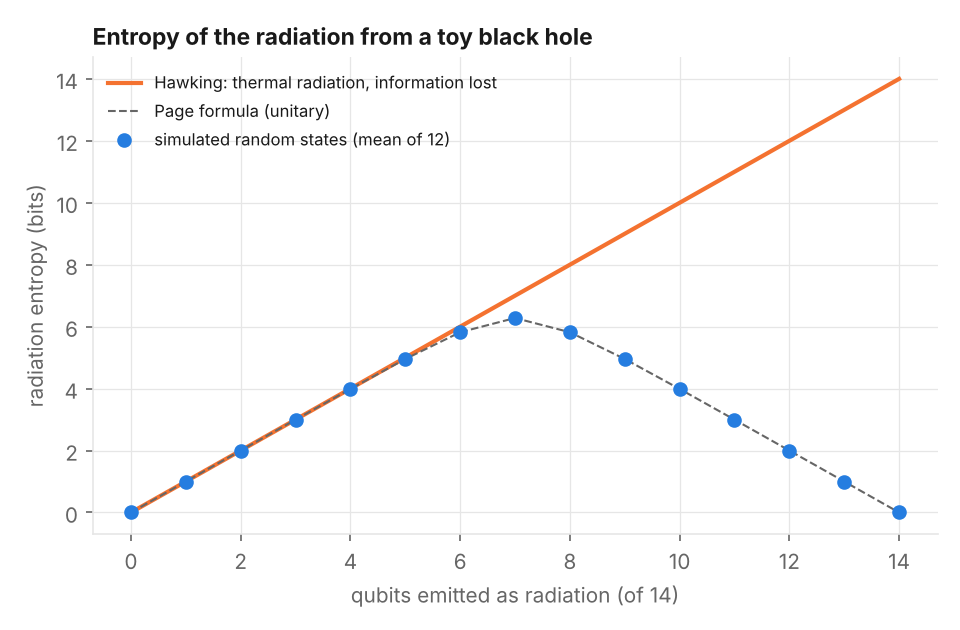 Entropy of the radiation from a toy black hole
Hawking: thermal radiation, information lost
Page formula (unitary)
simulated random states (mean of 12)
radiation entropy (bits)
14
12
10
8
6
4
2
0
0 2 4 6 8 10 12 14
qubits emitted as radiation (of 14)